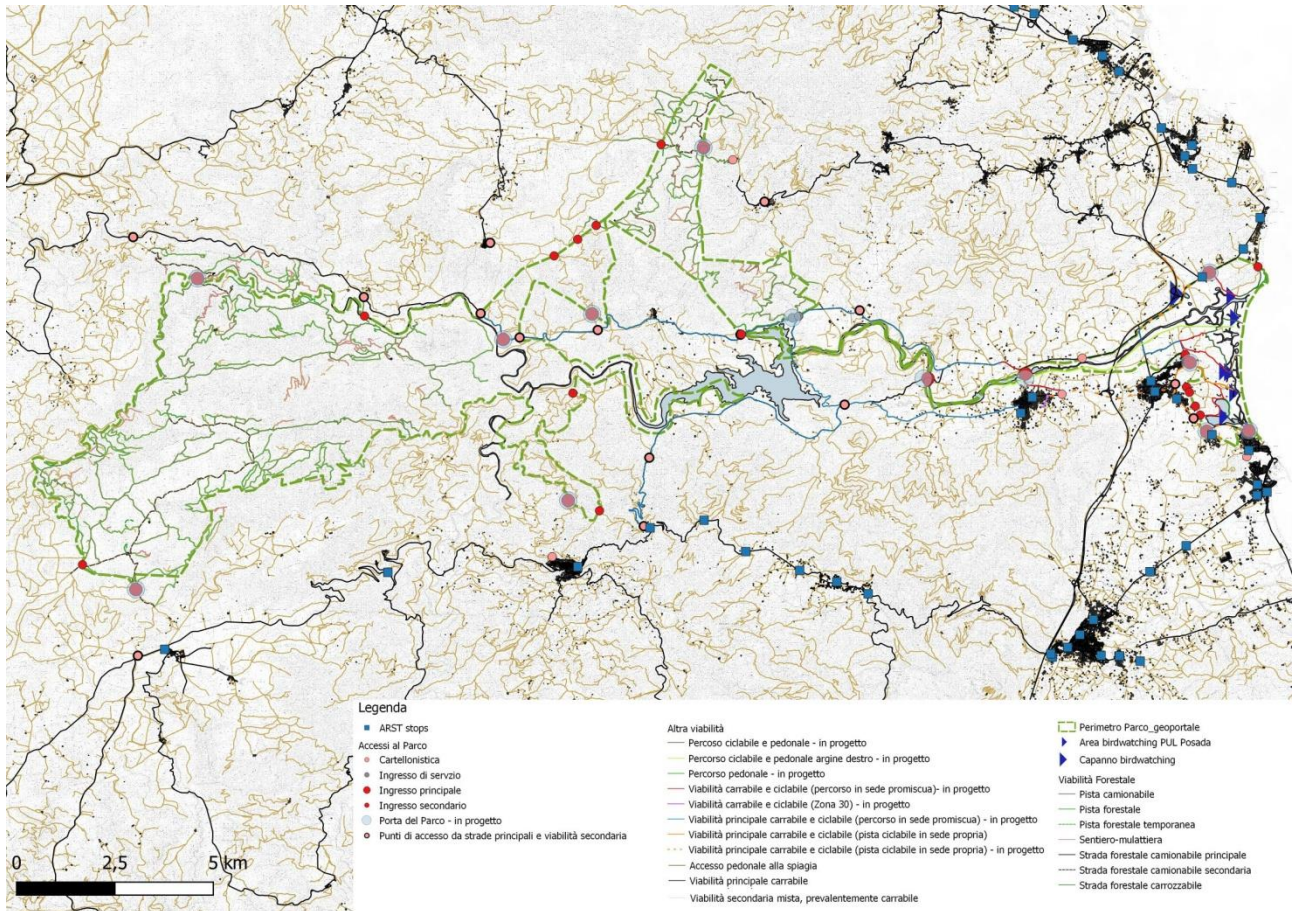 Legenda
ARST stops
Accessi al Parco
Cartellonistica
Ingresso di servzio
Ingresso principale
Ingresso secondario
Porta del Parco - in progetto
Punti di accesso da strade principali e viabilità secondaria
0 2,5 5 km
Altra viabilità
Percoso ciclabile e pedonale - in progetto
Percorso ciclabile e pedonale argine destro - in progetto
Percorso pedonale - in progetto
Viabilità carrabile e ciclabile (percorso in sede promiscua)- in progetto
Viabilità carrabile e ciclabile (Zona 30) - in progetto
Viabilità principale carrabile e ciclabile (percorso in sede promiscua) - in progetto
Viabilità principale carrabile e ciclabile (pista ciclabile in sede propria)
Viabilità principale carrabile e ciclabile (pista ciclabile in sede propria) - in progetto
Accesso pedonale alla spiagia
Viabilità principale carrabile
Viabilità secondaria mista, prevalentemente carrabile
Perimetro Parco_geoportale
Area birdwatching PUL Posada
Capanno birdwatching
Viabilità Forestale
Pista camionabile
Pista forestale
Pista forestale temporanea
Sentiero-mulattiera
Strada forestale camionabile principale
Strada forestale camionabile secondaria
Strada forestale carrozzabile